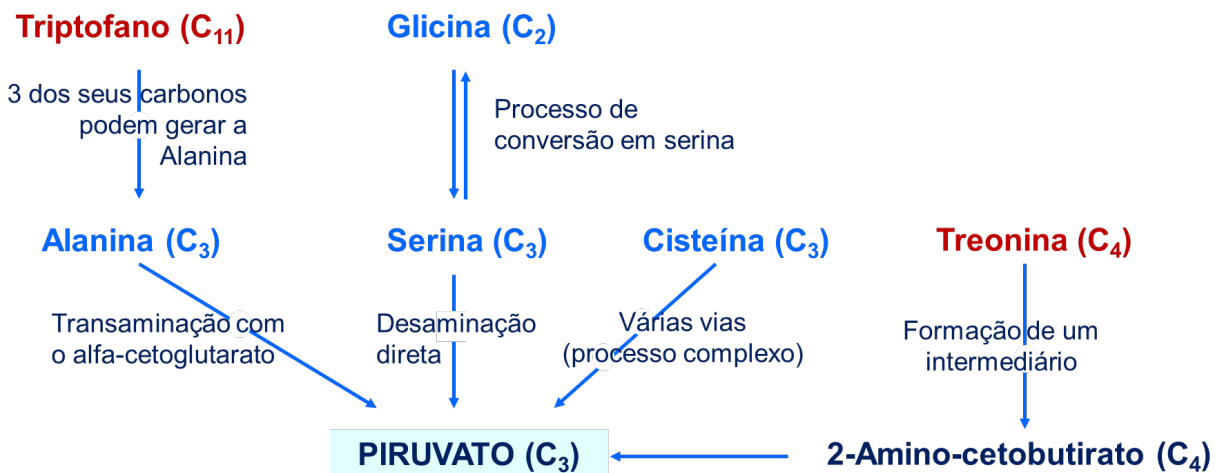 Triptofano (C₁₁)
Glicina (C₂)
3 dos seus carbonos
podem gerar a
Alanina
Processo de
conversão em serina
Alanina (C₃)
Serina (C₃)
Cisteína (C₃)
Treonina (C₄)
Transaminação com
o alfa-cetoglutarato
Desaminação
direta
Várias vias
(processo complexo)
Formação de um
intermediário
PIRUVATO (C₃)
2-Amino-cetobutirato (C₄)